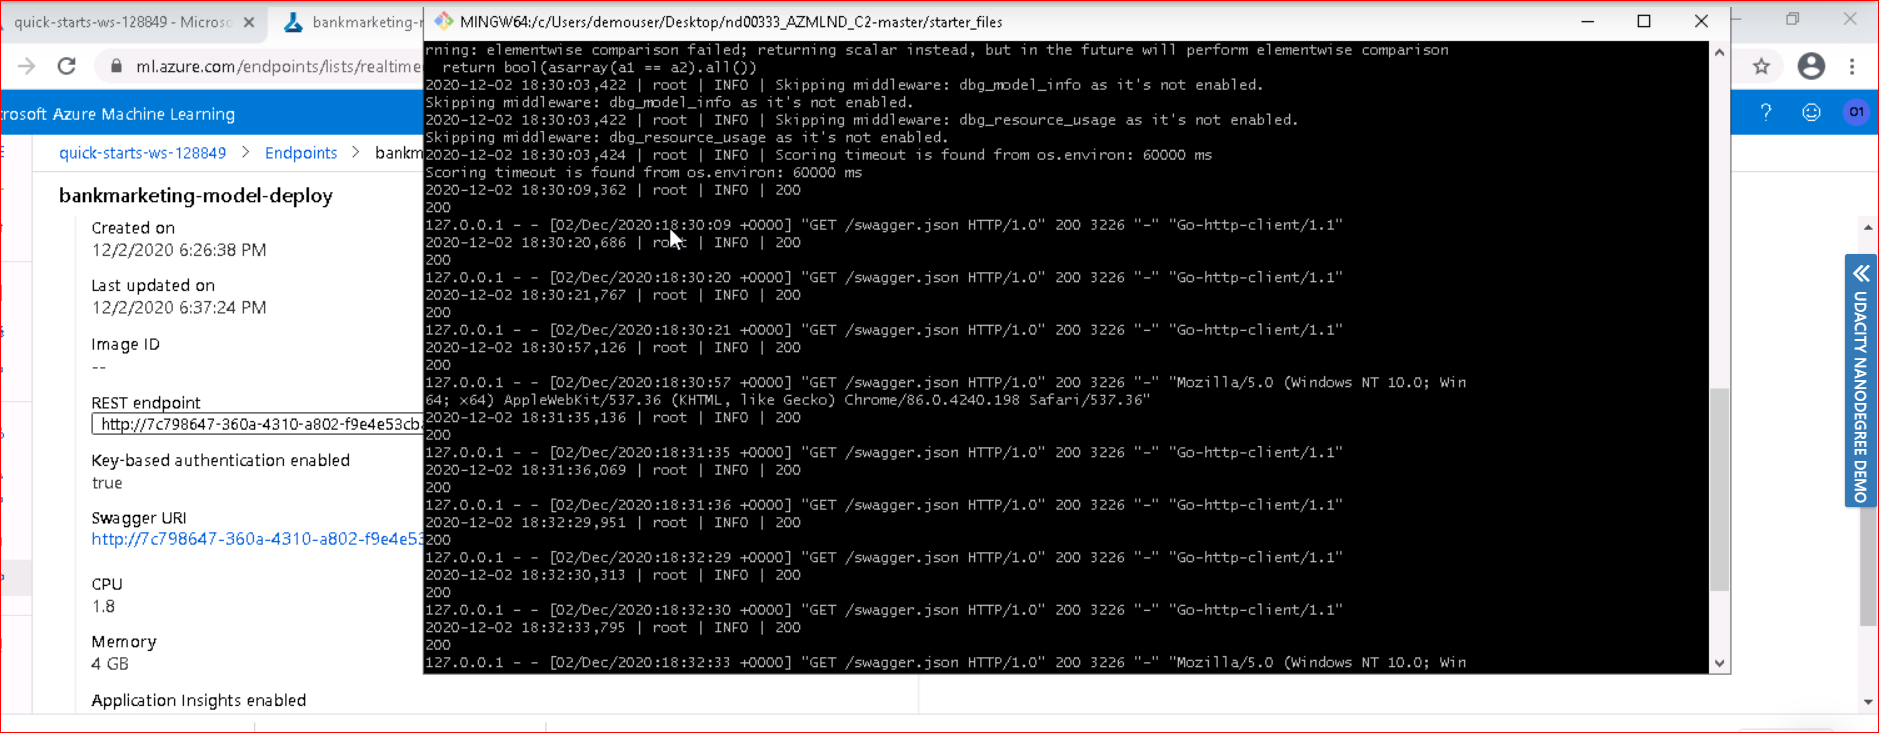 quick-starts-ws-128849 - Micros
bankmarketing-
MINGW64:/c/Users/demouser/Desktop/nd00333_AZMLND_C2-master/starter_files
ml.azure.com/endpoints/lists/realtime
rosoft Azure Machine Learning
?
01
quick-starts-ws-128849 > Endpoints > bankm
bankmarketing-model-deploy
Created on
12/2/2020 6:26:38 PM
Last updated on
12/2/2020 6:37:24 PM
Image ID
--
REST endpoint
http://7c798647-360a-4310-a802-f9e4e53cb
Key-based authentication enabled
true
Swagger URI
http://7c798647-360a-4310-a802-f9e4e53
CPU
1.8
Memory
4 GB
Application Insights enabled
rning: elementwise comparison failed; returning scalar instead, but in the future will perform elementwise comparison
return bool(asarray(a1 == a2).all())
2020-12-02 18:30:03,422 | root | INFO | Skipping middleware: dbg_model_info as it's not enabled.
Skipping middleware: dbg_model_info as it's not enabled.
2020-12-02 18:30:03,422 | root | INFO | Skipping middleware: dbg_resource_usage as it's not enabled.
Skipping middleware: dbg_resource_usage as it's not enabled.
2020-12-02 18:30:03,424 | root | INFO | Scoring timeout is found from os.environ: 60000 ms
Scoring timeout is found from os.environ: 60000 ms
2020-12-02 18:30:09,362 | root | INFO | 200
200
127.0.0.1 - - [02/Dec/2020:18:30:09 +0000] "GET /swagger.json HTTP/1.0" 200 3226 "-" "Go-http-client/1.1"
2020-12-02 18:30:20,686 | root | INFO | 200
200
127.0.0.1 - - [02/Dec/2020:18:30:20 +0000] "GET /swagger.json HTTP/1.0" 200 3226 "-" "Go-http-client/1.1"
2020-12-02 18:30:21,767 | root | INFO | 200
200
127.0.0.1 - - [02/Dec/2020:18:30:21 +0000] "GET /swagger.json HTTP/1.0" 200 3226 "-" "Go-http-client/1.1"
2020-12-02 18:30:57,126 | root | INFO | 200
200
127.0.0.1 - - [02/Dec/2020:18:30:57 +0000] "GET /swagger.json HTTP/1.0" 200 3226 "-" "Mozilla/5.0 (Windows NT 10.0; Win
64; x64) AppleWebKit/537.36 (KHTML, like Gecko) Chrome/86.0.4240.198 Safari/537.36"
2020-12-02 18:31:35,136 | root | INFO | 200
200
127.0.0.1 - - [02/Dec/2020:18:31:35 +0000] "GET /swagger.json HTTP/1.0" 200 3226 "-" "Go-http-client/1.1"
2020-12-02 18:31:36,069 | root | INFO | 200
200
127.0.0.1 - - [02/Dec/2020:18:31:36 +0000] "GET /swagger.json HTTP/1.0" 200 3226 "-" "Go-http-client/1.1"
2020-12-02 18:32:29,951 | root | INFO | 200
200
127.0.0.1 - - [02/Dec/2020:18:32:29 +0000] "GET /swagger.json HTTP/1.0" 200 3226 "-" "Go-http-client/1.1"
2020-12-02 18:32:30,313 | root | INFO | 200
200
127.0.0.1 - - [02/Dec/2020:18:32:30 +0000] "GET /swagger.json HTTP/1.0" 200 3226 "-" "Go-http-client/1.1"
2020-12-02 18:32:33,795 | root | INFO | 200
200
127.0.0.1 - - [02/Dec/2020:18:32:33 +0000] "GET /swagger.json HTTP/1.0" 200 3226 "-" "Mozilla/5.0 (Windows NT 10.0; Win
UDACITY NANODEGREE DEMO